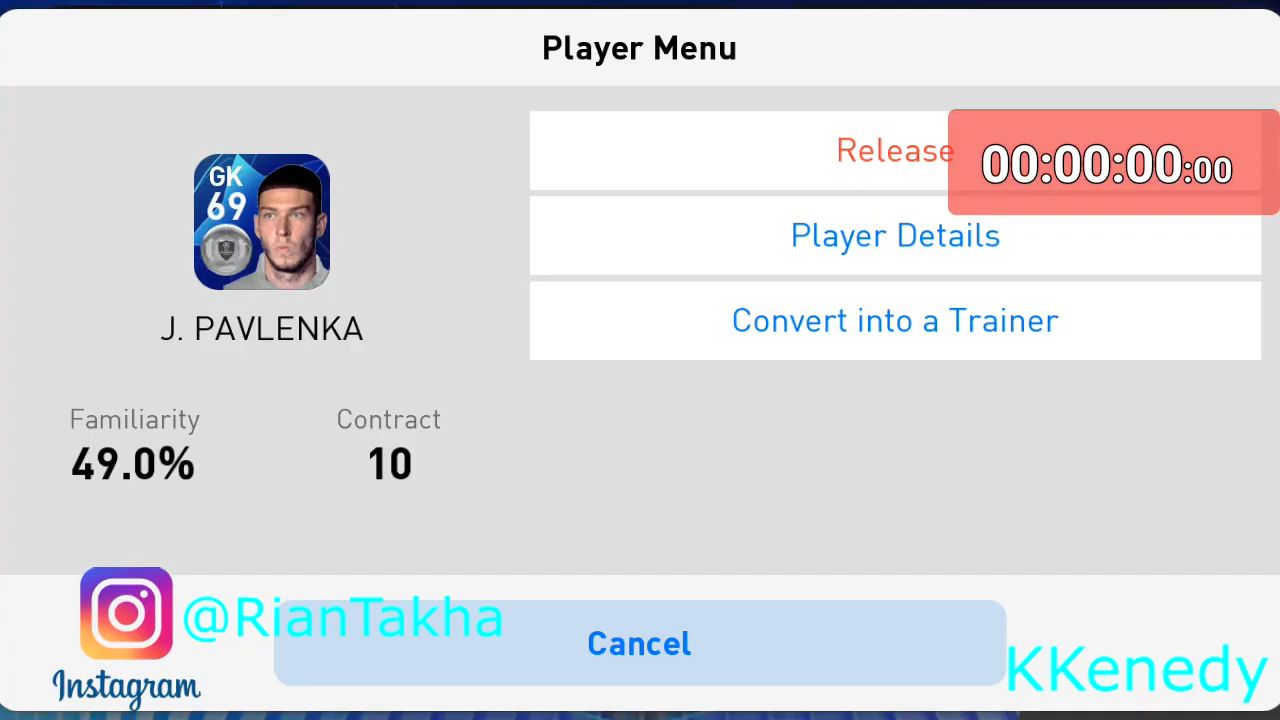 Player Menu
GK
69
J. PAVLENKA
Familiarity
49.0%
Contract
10
Release
00:00:00:00
Player Details
Convert into a Trainer
Instagram
@RianTakha
Cancel
KKenedy